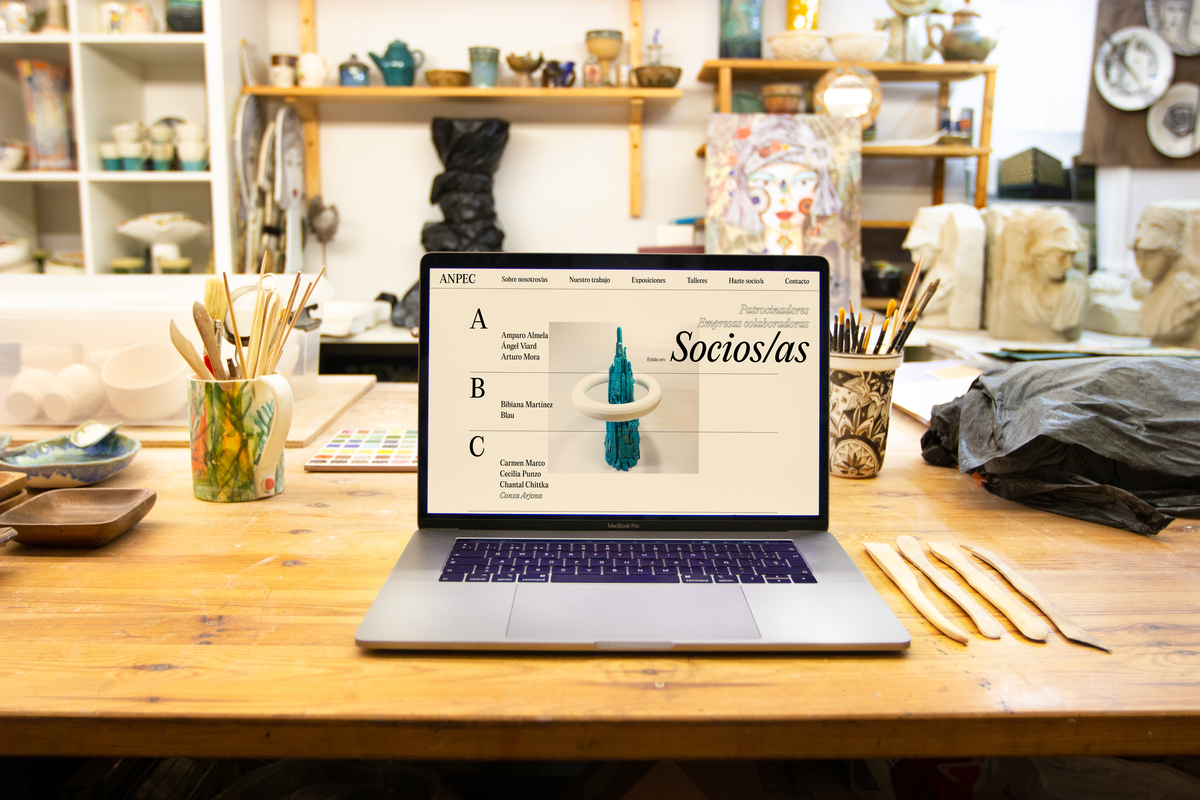 ANPEC Sobre nosotros/as Nuestro trabajo Exposiciones Talleres Hazte socio/a Contacto
Patrocinadores
Empresas colaboradoras
Estás en: Socios/as
A
Amparo Almela
Ángel Viard
Arturo Mora
B
Bibiana Martínez
Blau
C
Carmen Marco
Cecilia Punzo
Chantal Chittka
Conxa Arjona
MacBook Pro